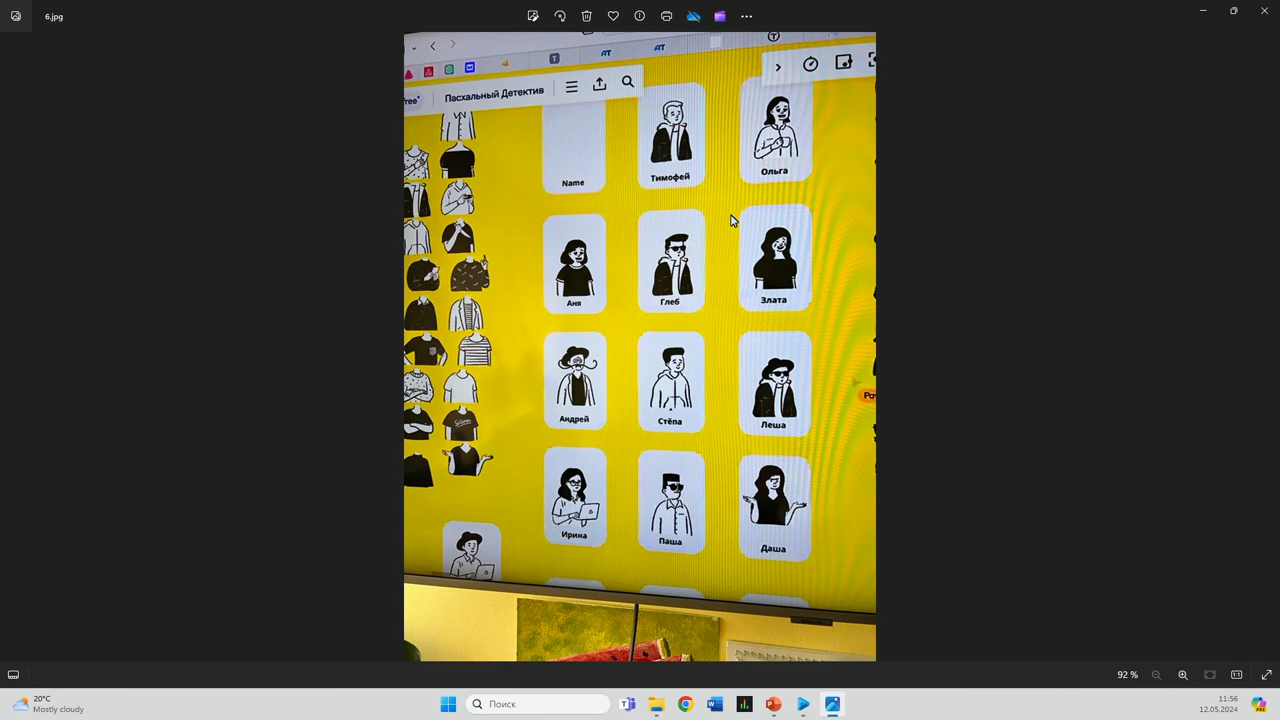 6.jpg
free
Пасхальный Детектив
Name
Тимофей
Ольга
Аня
Глеб
Злата
Андрей
Стёпа
Леша
Ирина
Паша
Даша
92 %
20°C
Mostly cloudy
Поиск
11:56
12.05.2024